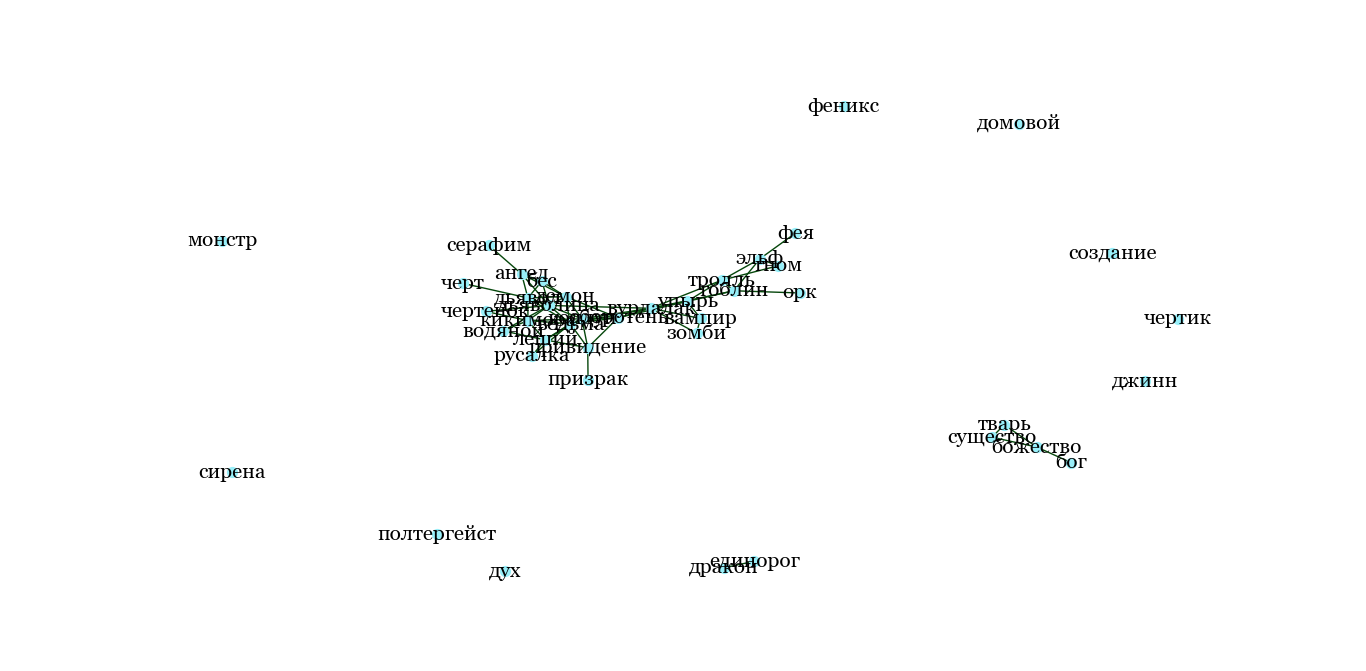 феникс
домовой
монстр
фея
серафим
создание
эльф
гном
ангел
тролль
бес
черт
гоблин
орк
демон
дьявол
упырь
дьяволица
вурдалак
чертенок
чертик
вампир
кикимора
ведьма
водяной
зомби
леший
привидение
русалка
призрак
джинн
тварь
существо
божество
бог
сирена
полтергейст
единорог
дракон
дух